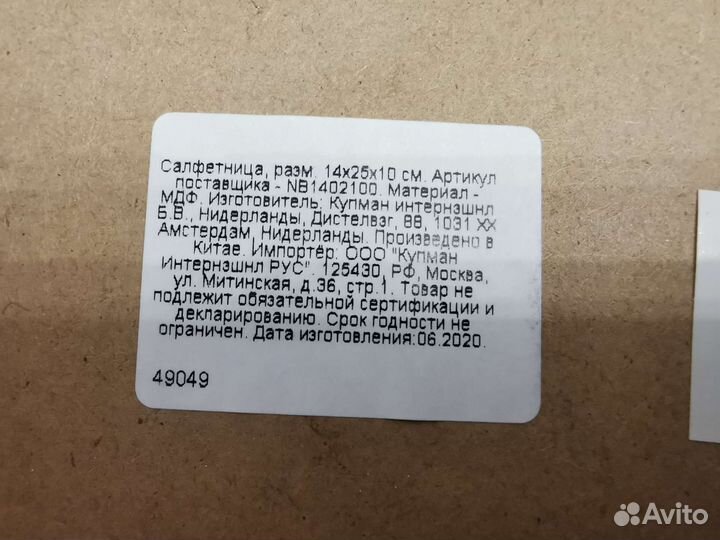 Салфетница, разм. 14х25х10 см. Артикул
поставщика - NB1402100. Материал -
МДФ. Изготовитель: Купман интернэшнл
Б.В., Нидерланды, Дистелвэг, 88, 1031 XX
Амстердам, Нидерланды. Произведено в
Китае. Импортёр: ООО "Купман
Интернэшнл РУС". 125430, РФ, Москва,
ул. Митинская, д.36, стр.1. Товар не
подлежит обязательной сертификации и
декларированию. Срок годности не
ограничен. Дата изготовления:06.2020.
49049
Avito